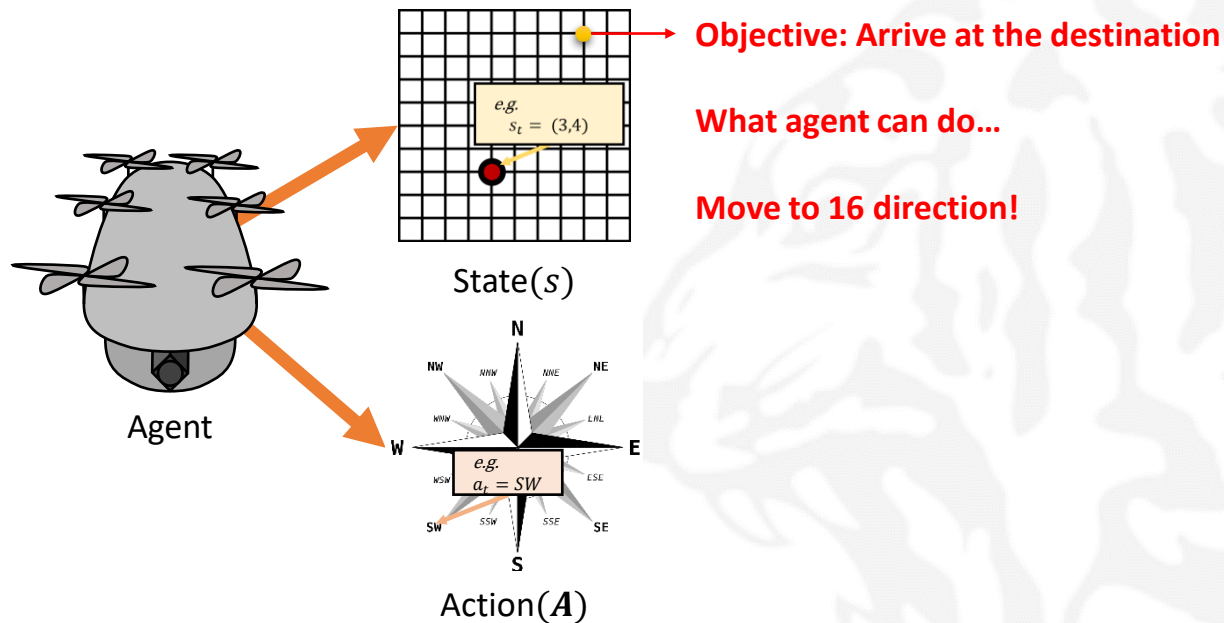 Objective: Arrive at the destination
What agent can do…
Move to 16 direction!
e.g.
s_t = (3,4)
State(s)
Agent
N
NW NNW NNE NE
WNW ENE
W E
e.g.
a_t = SW
WSW ESE
SW SSW SSE SE
S
Action(A)